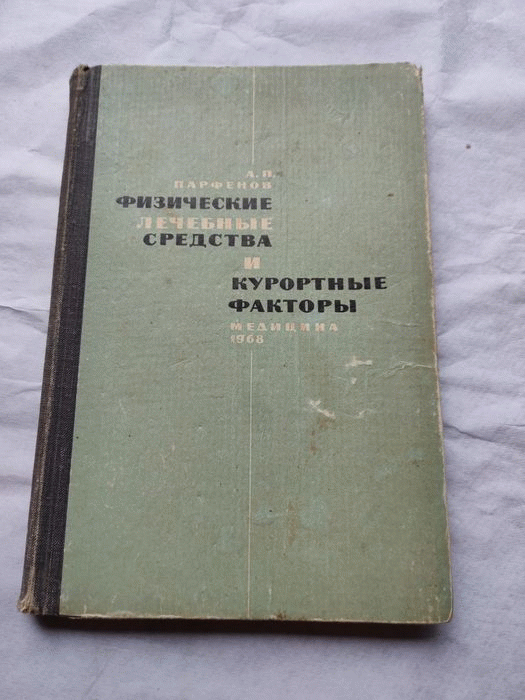 А. П.
ПАРФЕНОВ
ФИЗИЧЕСКИЕ
ЛЕЧЕБНЫЕ
СРЕДСТВА
И
КУРОРТНЫЕ
ФАКТОРЫ
МЕДИЦИНА
1968